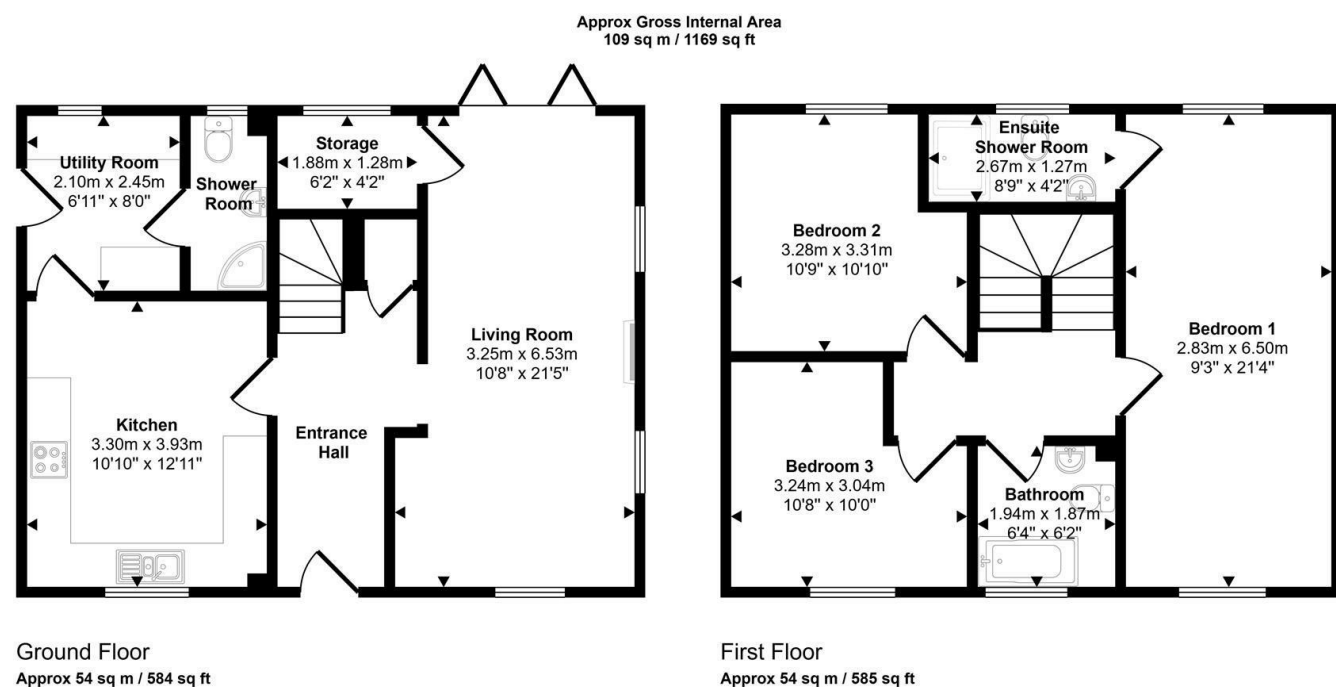 Approx Gross Internal Area
109 sq m / 1169 sq ft
Utility Room
2.10m x 2.45m
6'11" x 8'0"
Shower
Room
Storage
1.88m x 1.28m
6'2" x 4'2"
Living Room
3.25m x 6.53m
10'8" x 21'5"
Kitchen
3.30m x 3.93m
10'10" x 12'11"
Entrance
Hall
Ground Floor
Approx 54 sq m / 584 sq ft
Ensuite
Shower Room
2.67m x 1.27m
8'9" x 4'2"
Bedroom 2
3.28m x 3.31m
10'9" x 10'10"
Bedroom 1
2.83m x 6.50m
9'3" x 21'4"
Bedroom 3
3.24m x 3.04m
10'8" x 10'0"
Bathroom
1.94m x 1.87m
6'4" x 6'2"
First Floor
Approx 54 sq m / 585 sq ft